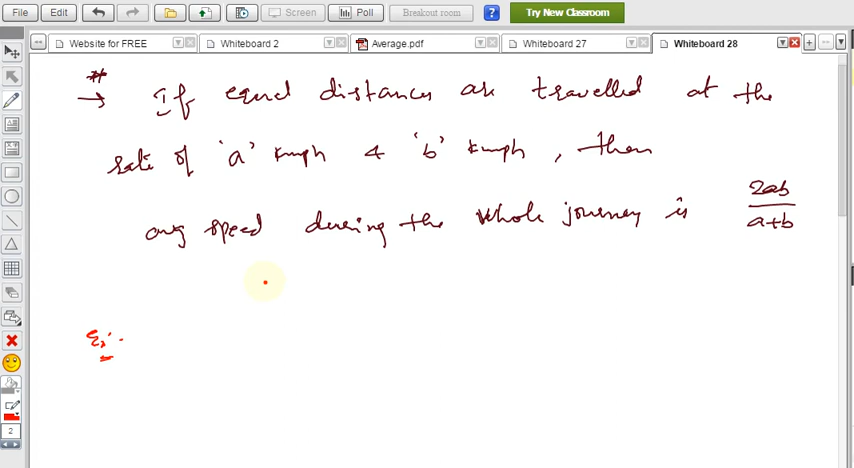 File Edit Screen Poll Breakout room ? Try New Classroom
Website for FREE Whiteboard 2 Average.pdf Whiteboard 27 Whiteboard 28
→ If equal distances are travelled at the
rate of 'a' kmph & 'b' kmph, then
avg speed during the whole journey is 2ab/a+b
Ex:-
2